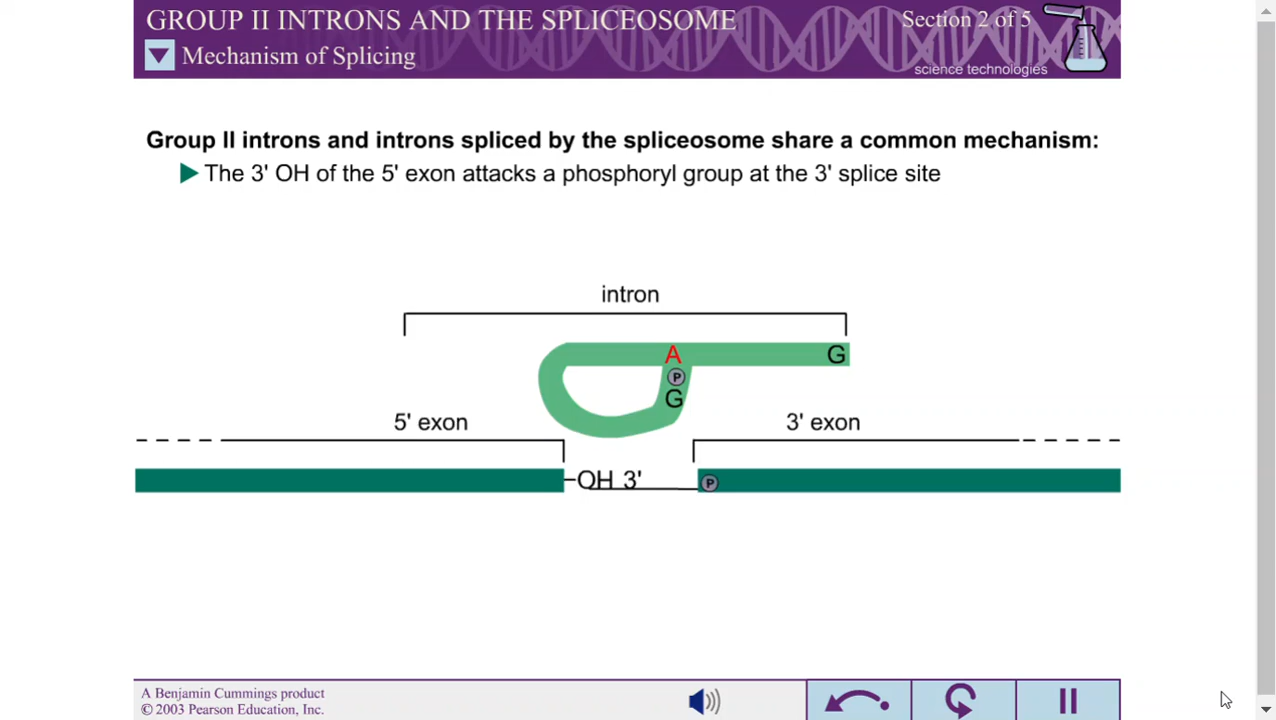 GROUP II INTRONS AND THE SPLICEOSOME
Section 2 of 5
Mechanism of Splicing
science technologies
Group II introns and introns spliced by the spliceosome share a common mechanism:
The 3' OH of the 5' exon attacks a phosphoryl group at the 3' splice site
intron
A
G
P
G
5' exon
3' exon
OH 3'
P
A Benjamin Cummings product
© 2003 Pearson Education, Inc.